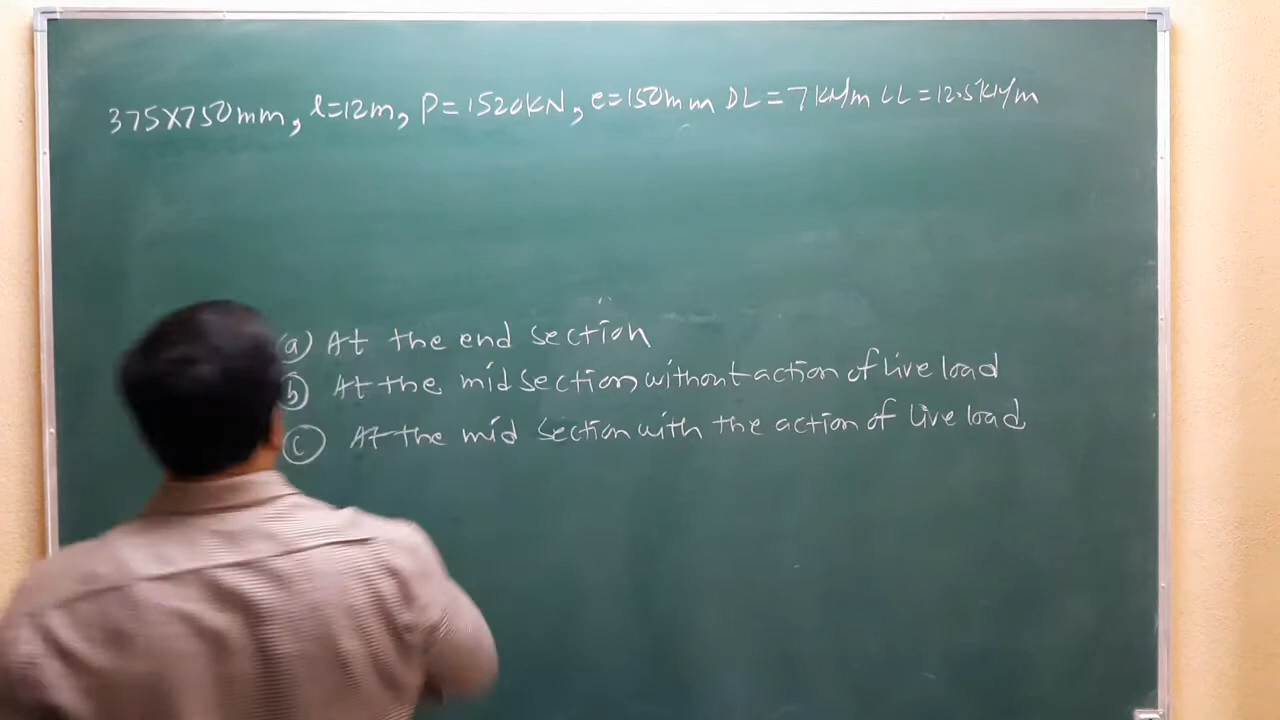 375X750mm, l=12m, P=1520KN, e=150mm DL=7KN/m LL=12.5KN/m
(a) At the end section
(b) At the mid section, without action of live load
(c) At the mid section with the action of live load